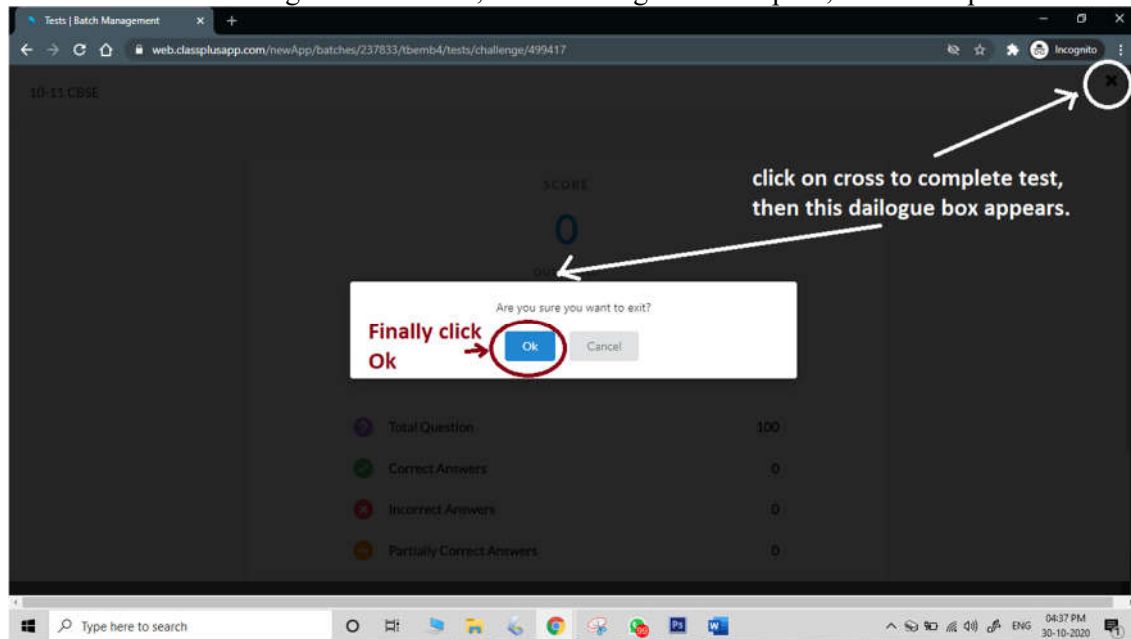 Tests | Batch Management
web.classplusapp.com/newApp/batches/237833/tbemb4/tests/challenge/499417
Incognito
10-11 CBSE
click on cross to complete test,
then this dailogue box appears.
SCORE
0
Are you sure you want to exit?
Finally click
Ok
Ok Cancel
Total Question 100
Correct Answers 0
Incorrect Answers 0
Partially Correct Answers 0
Type here to search
ENG
04:37 PM
30-10-2020